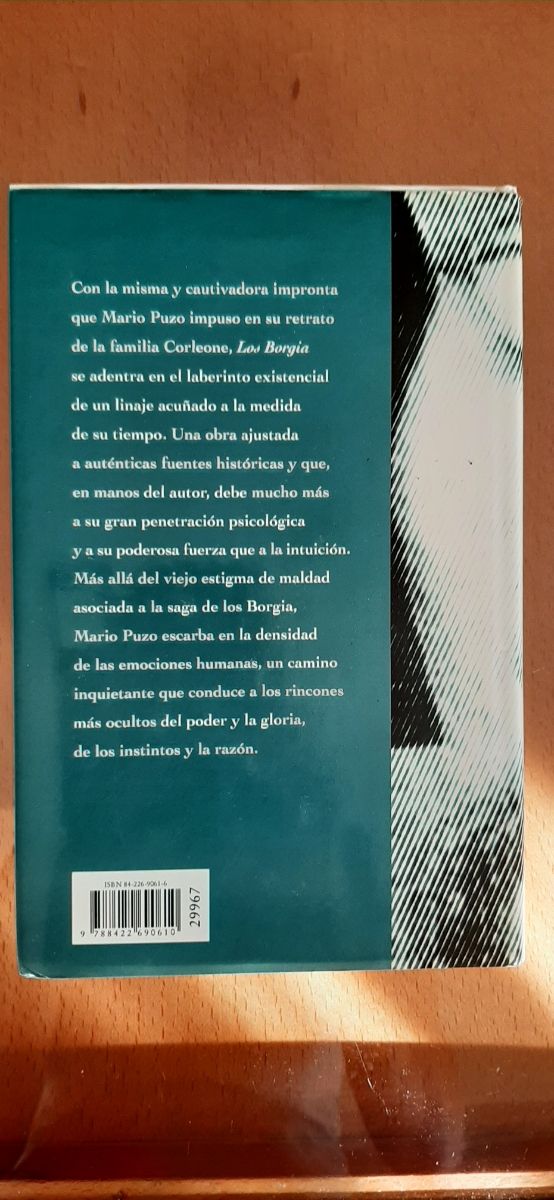 Con la misma y cautivadora impronta
que Mario Puzo impuso en su retrato
de la familia Corleone, Los Borgia
se adentra en el laberinto existencial
de un linaje acuñado a la medida
de su tiempo. Una obra ajustada
a auténticas fuentes históricas y que,
en manos del autor, debe mucho más
a su gran penetración psicológica
y a su poderosa fuerza que a la intuición.
Más allá del viejo estigma de maldad
asociada a la saga de los Borgia,
Mario Puzo escarba en la densidad
de las emociones humanas, un camino
inquietante que conduce a los rincones
más ocultos del poder y la gloria,
de los instintos y la razón.
ISBN 84-226-9061-6
9 788422 690610
29967